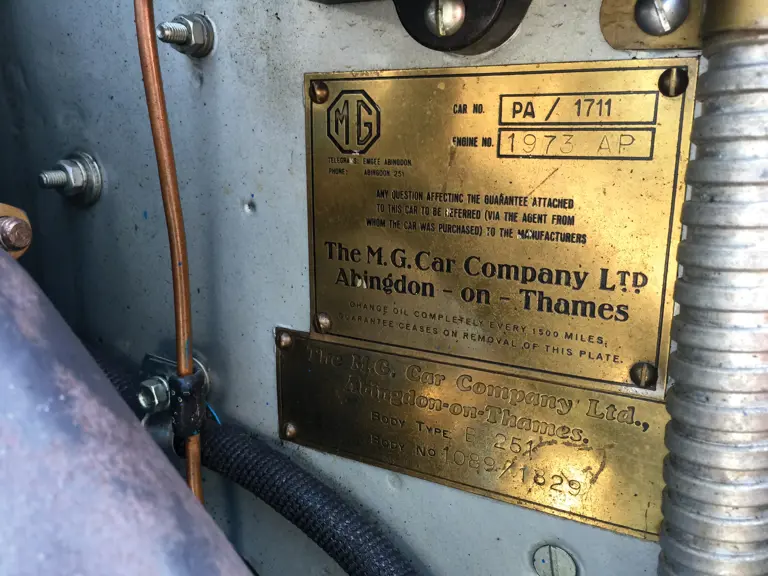 MG
CAR NO. PA / 1711
ENGINE NO. 1973 AP
TELEGRAMS: EMGEE ABINGDON.
PHONE: ABINGDON 251
ANY QUESTION AFFECTING THE GUARANTEE ATTACHED
TO THIS CAR TO BE REFERRED (VIA THE AGENT FROM
WHOM THE CAR WAS PURCHASED) TO THE MANUFACTURERS
The M.G. Car Company LTD
Abingdon - on - Thames
CHANGE OIL COMPLETELY EVERY 1500 MILES;
GUARANTEE CEASES ON REMOVAL OF THIS PLATE.
The M.G. Car Company Ltd.,
Abingdon-on-Thames.
BODY TYPE. E 251
BODY NO 1089/1829